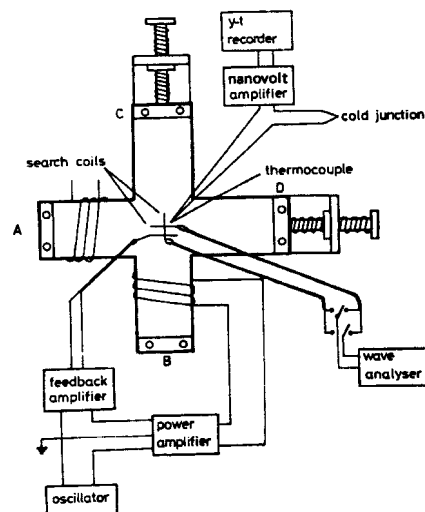 y-t
recorder
nanovolt
amplifier
C
cold junction
search coils
thermocouple
D
A
B
wave
analyser
feedback
amplifier
power
amplifier
oscillator